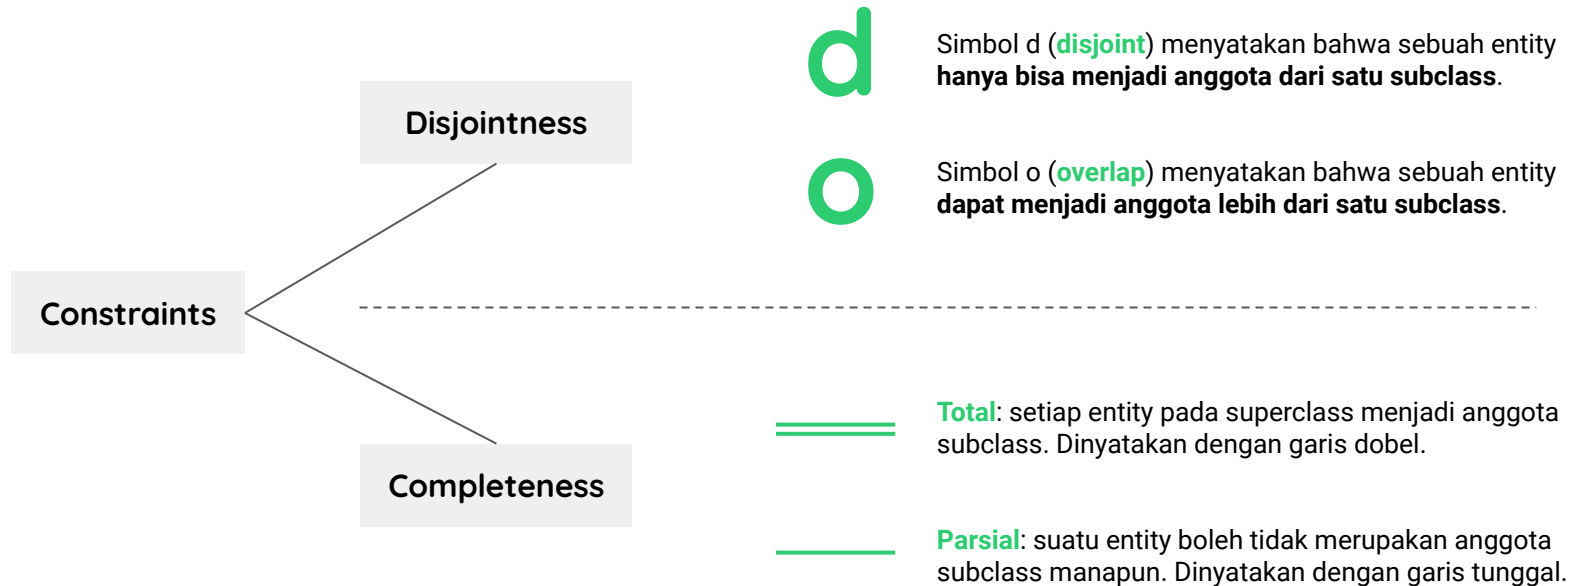 d
Simbol d (disjoint) menyatakan bahwa sebuah entity
hanya bisa menjadi anggota dari satu subclass.
Disjointness
o
Simbol o (overlap) menyatakan bahwa sebuah entity
dapat menjadi anggota lebih dari satu subclass.
Constraints
Total: setiap entity pada superclass menjadi anggota
subclass. Dinyatakan dengan garis dobel.
Completeness
Parsial: suatu entity boleh tidak merupakan anggota
subclass manapun. Dinyatakan dengan garis tunggal.